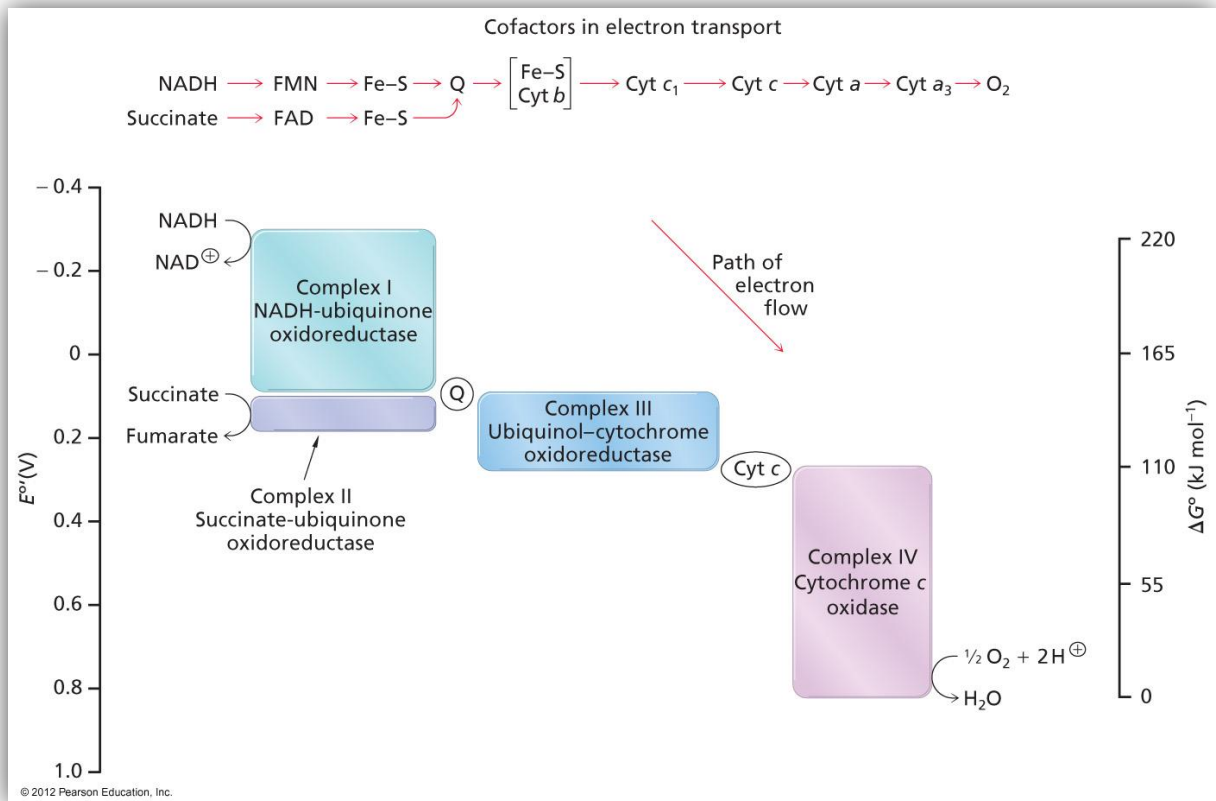 Cofactors in electron transport
NADH → FMN → Fe–S → Q → [Fe–S Cyt b] → Cyt c₁ → Cyt c → Cyt a → Cyt a₃ → O₂
Succinate → FAD → Fe–S
– 0.4
– 0.2
0
0.2
0.4
0.6
0.8
1.0
E°′(V)
NADH
NAD⊕
Complex I
NADH-ubiquinone
oxidoreductase
Succinate
Fumarate
Complex II
Succinate-ubiquinone
oxidoreductase
Q
Complex III
Ubiquinol–cytochrome
oxidoreductase
Cyt c
Path of
electron
flow
Complex IV
Cytochrome c
oxidase
½ O₂ + 2H⊕
H₂O
220
165
110
55
0
ΔG° (kJ mol⁻¹)
© 2012 Pearson Education, Inc.